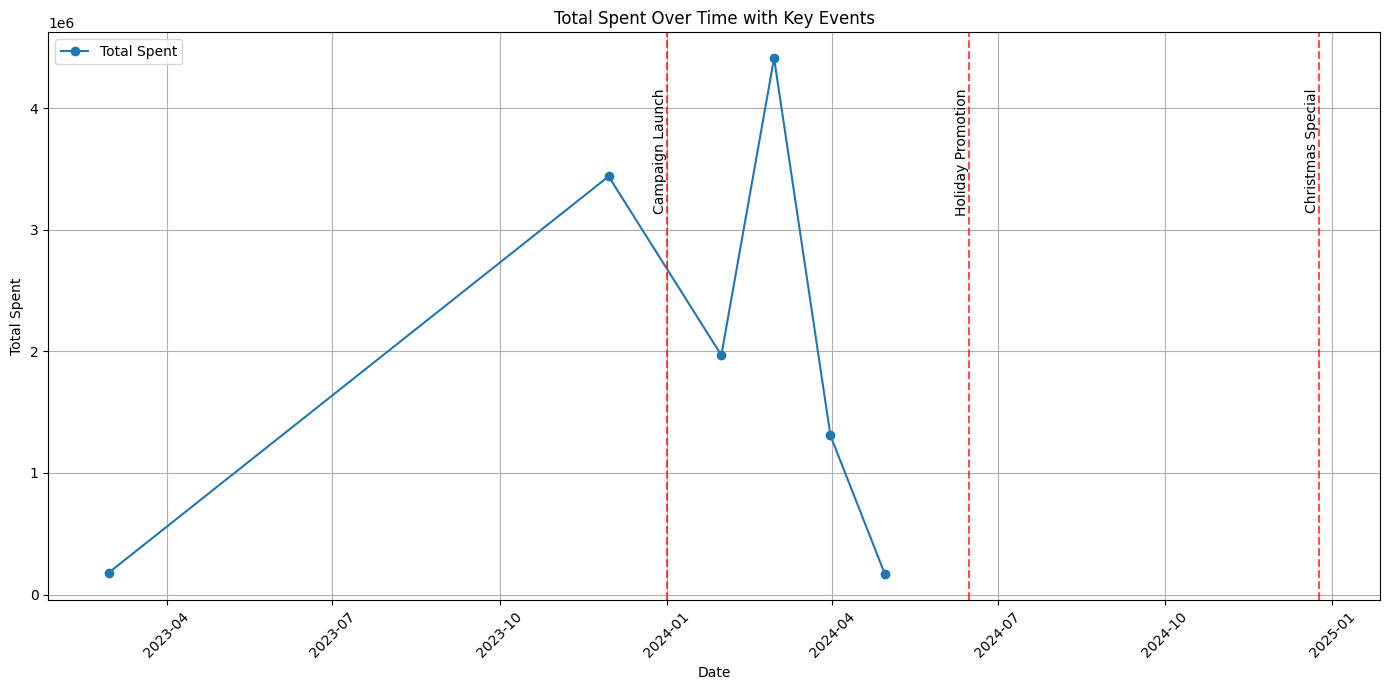 Total Spent Over Time with Key Events
1e6
Total Spent
Campaign Launch
Holiday Promotion
Christmas Special
Total Spent
4
3
2
1
0
2023-04
2023-07
2023-10
2024-01
2024-04
2024-07
2024-10
2025-01
Date